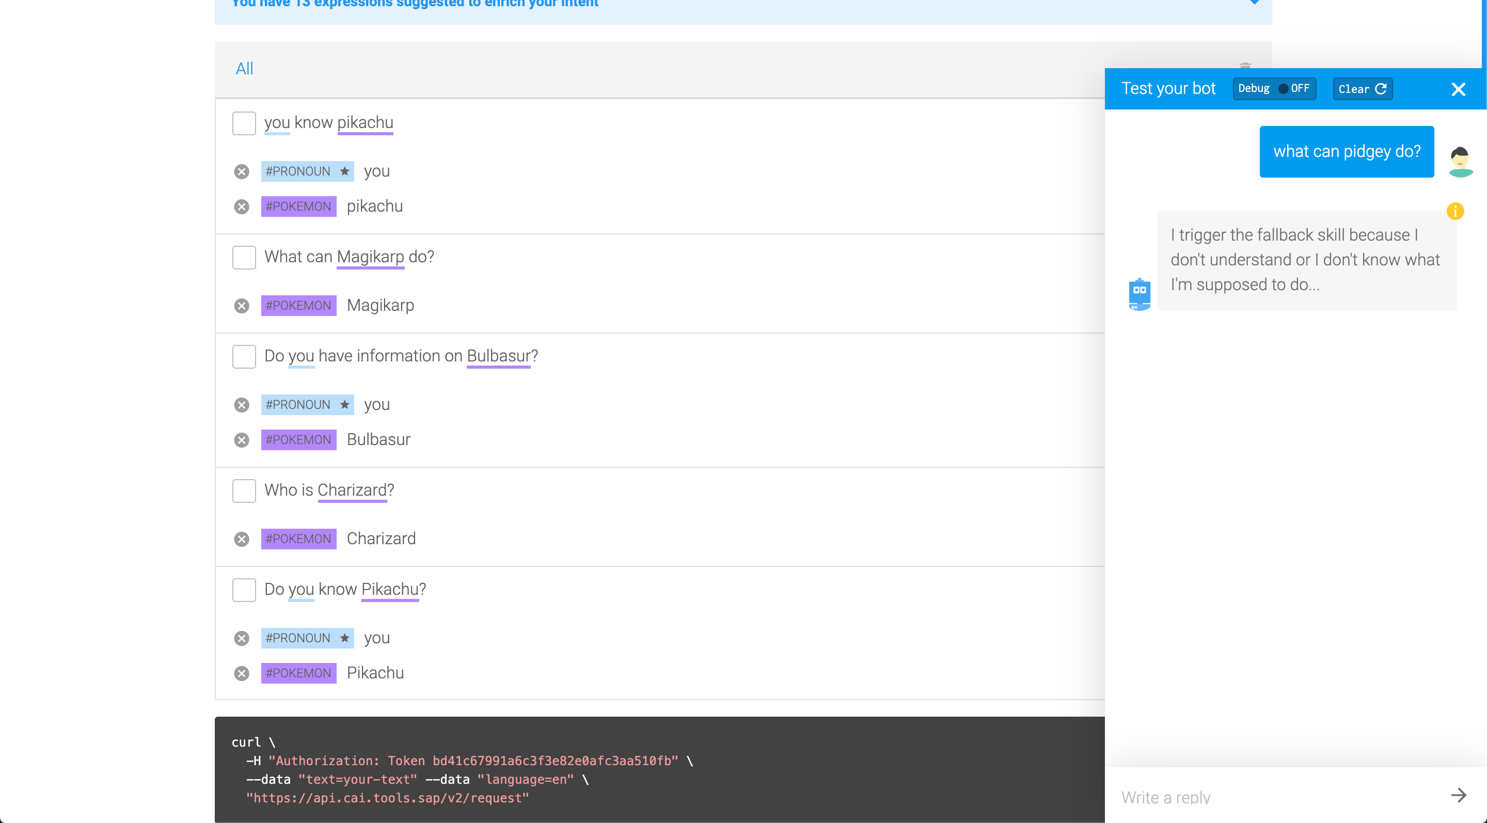 You have 13 expressions suggested to enrich your intent
All
you know pikachu
#PRONOUN ★ you
#POKEMON pikachu
What can Magikarp do?
#POKEMON Magikarp
Do you have information on Bulbasur?
#PRONOUN ★ you
#POKEMON Bulbasur
Who is Charizard?
#POKEMON Charizard
Do you know Pikachu?
#PRONOUN ★ you
#POKEMON Pikachu
curl \
-H "Authorization: Token bd41c67991a6c3f3e82e0afc3aa510fb" \
--data "text=your-text" --data "language=en" \
"https://api.cai.tools.sap/v2/request"
Test your bot Debug OFF Clear
what can pidgey do?
I trigger the fallback skill because I
don't understand or I don't know what
I'm supposed to do...
Write a reply